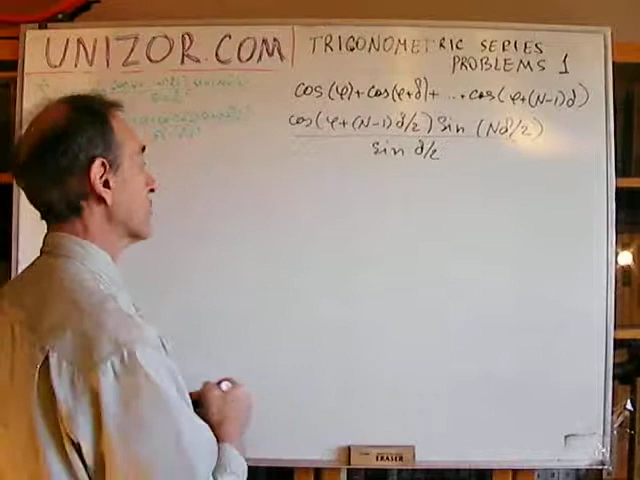 UNIZOR.COM
TRIGONOMETRIC SERIES
PROBLEMS 1
cos(φ)+cos(φ+δ)+ ... cos(φ+(N-1)δ)
cos(φ+(N-1)δ/2) sin (Nδ/2)
sin δ/2
ERASER